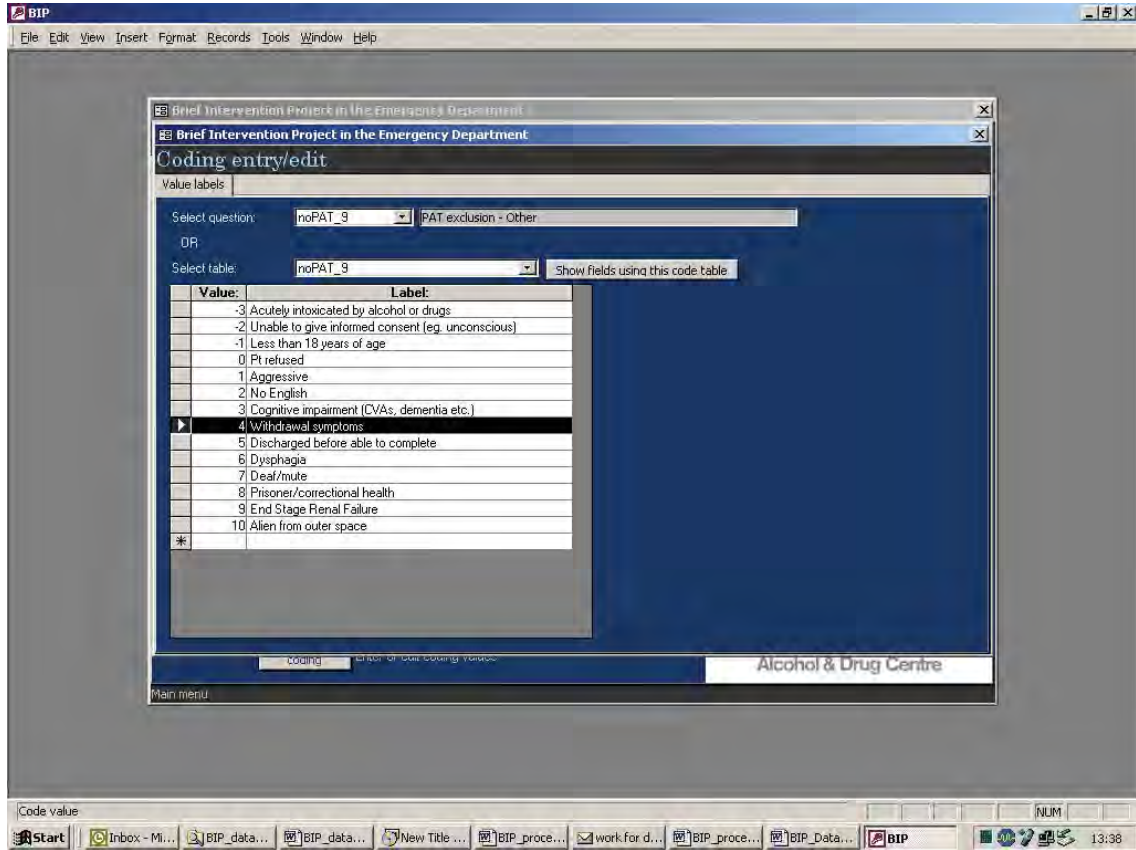 BIP
File Edit View Insert Format Records Tools Window Help
Brief Intervention Project in the Emergency Department
Brief Intervention Project in the Emergency Department
Coding entry/edit
Value labels
Select question: noPAT_9 PAT exclusion - Other
OR
Select table: noPAT_9 Show fields using this code table
Value: Label:
-3 Acutely intoxicated by alcohol or drugs
-2 Unable to give informed consent (eg. unconscious)
-1 Less than 18 years of age
0 Pt refused
1 Aggressive
2 No English
3 Cognitive impairment (CVAs, dementia etc.)
4 Withdrawal symptoms
5 Discharged before able to complete
6 Dysphagia
7 Deaf/mute
8 Prisoner/correctional health
9 End Stage Renal Failure
10 Alien from outer space
coding Enter or edit coding values Alcohol & Drug Centre
Main menu
Code value NUM
Start Inbox - Mi... BIP_data... BIP_data... New Title ... BIP_proce... work for d... BIP_proce... BIP_Data... BIP 13:38